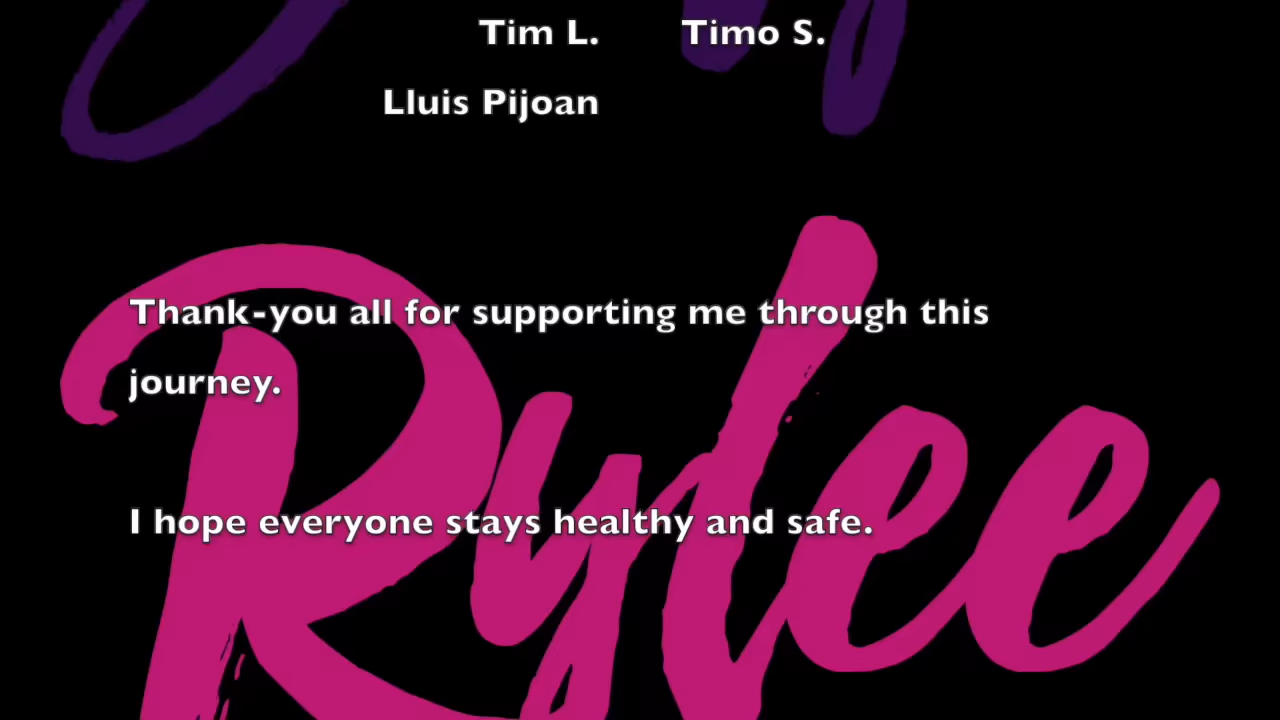 Tim L. Timo S.
Lluis Pijoan
Thank-you all for supporting me through this
journey.
I hope everyone stays healthy and safe.
Rylee